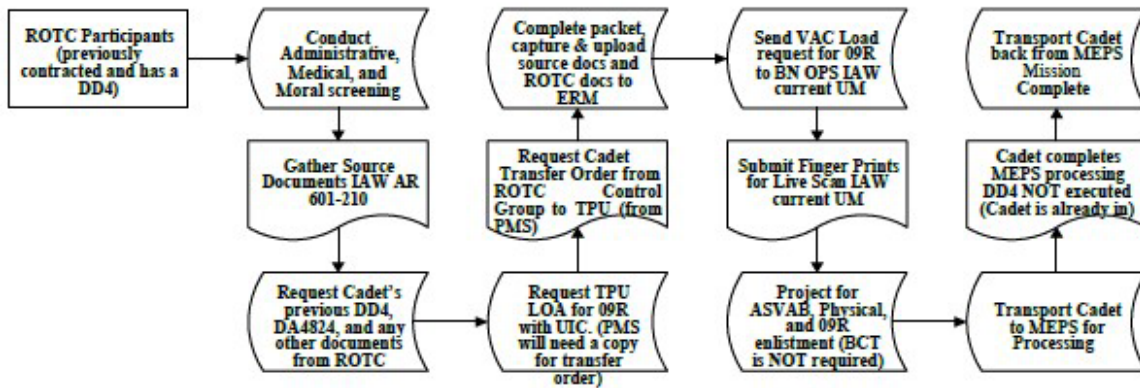 ROTC Participants
(previously
contracted and has a
DD4)
Conduct
Administrative,
Medical, and
Moral screening
Gather Source
Documents IAW AR
601-210
Request Cadet's
previous DD4,
DA4824, and any
other documents
from ROTC
Request TPU
LOA for 09R
with UIC. (PMS
will need a copy
for transfer
order)
Request Cadet
Transfer Order from
ROTC Control
Group to TPU (from
PMS)
Complete packet,
capture & upload
source docs and
ROTC docs to
ERM
Send VAC Load
request for 09R
to BN OPS IAW
current UM
Submit Finger Prints
for Live Scan IAW
current UM
Project for
ASVAB, Physical,
and 09R
enlistment (BCT
is NOT required)
Transport Cadet
to MEPS for
Processing
Cadet completes
MEPS processing
DD4 NOT executed
(Cadet is already in)
Transport Cadet
back from MEPS
Mission
Complete